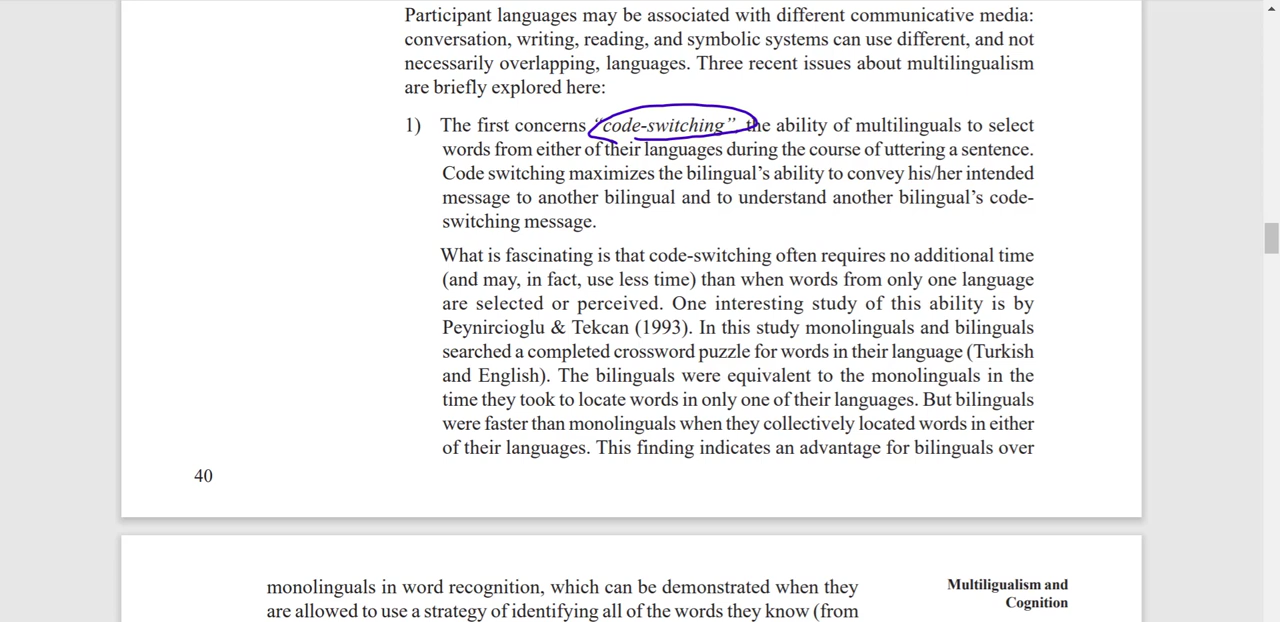 Participant languages may be associated with different communicative media:
conversation, writing, reading, and symbolic systems can use different, and not
necessarily overlapping, languages. Three recent issues about multilingualism
are briefly explored here:
1) The first concerns “code-switching”, the ability of multilinguals to select
words from either of their languages during the course of uttering a sentence.
Code switching maximizes the bilingual’s ability to convey his/her intended
message to another bilingual and to understand another bilingual’s code-
switching message.
What is fascinating is that code-switching often requires no additional time
(and may, in fact, use less time) than when words from only one language
are selected or perceived. One interesting study of this ability is by
Peynircioglu & Tekcan (1993). In this study monolinguals and bilinguals
searched a completed crossword puzzle for words in their language (Turkish
and English). The bilinguals were equivalent to the monolinguals in the
time they took to locate words in only one of their languages. But bilinguals
were faster than monolinguals when they collectively located words in either
of their languages. This finding indicates an advantage for bilinguals over
40
monolinguals in word recognition, which can be demonstrated when they
are allowed to use a strategy of identifying all of the words they know (from
Multiligualism and
Cognition